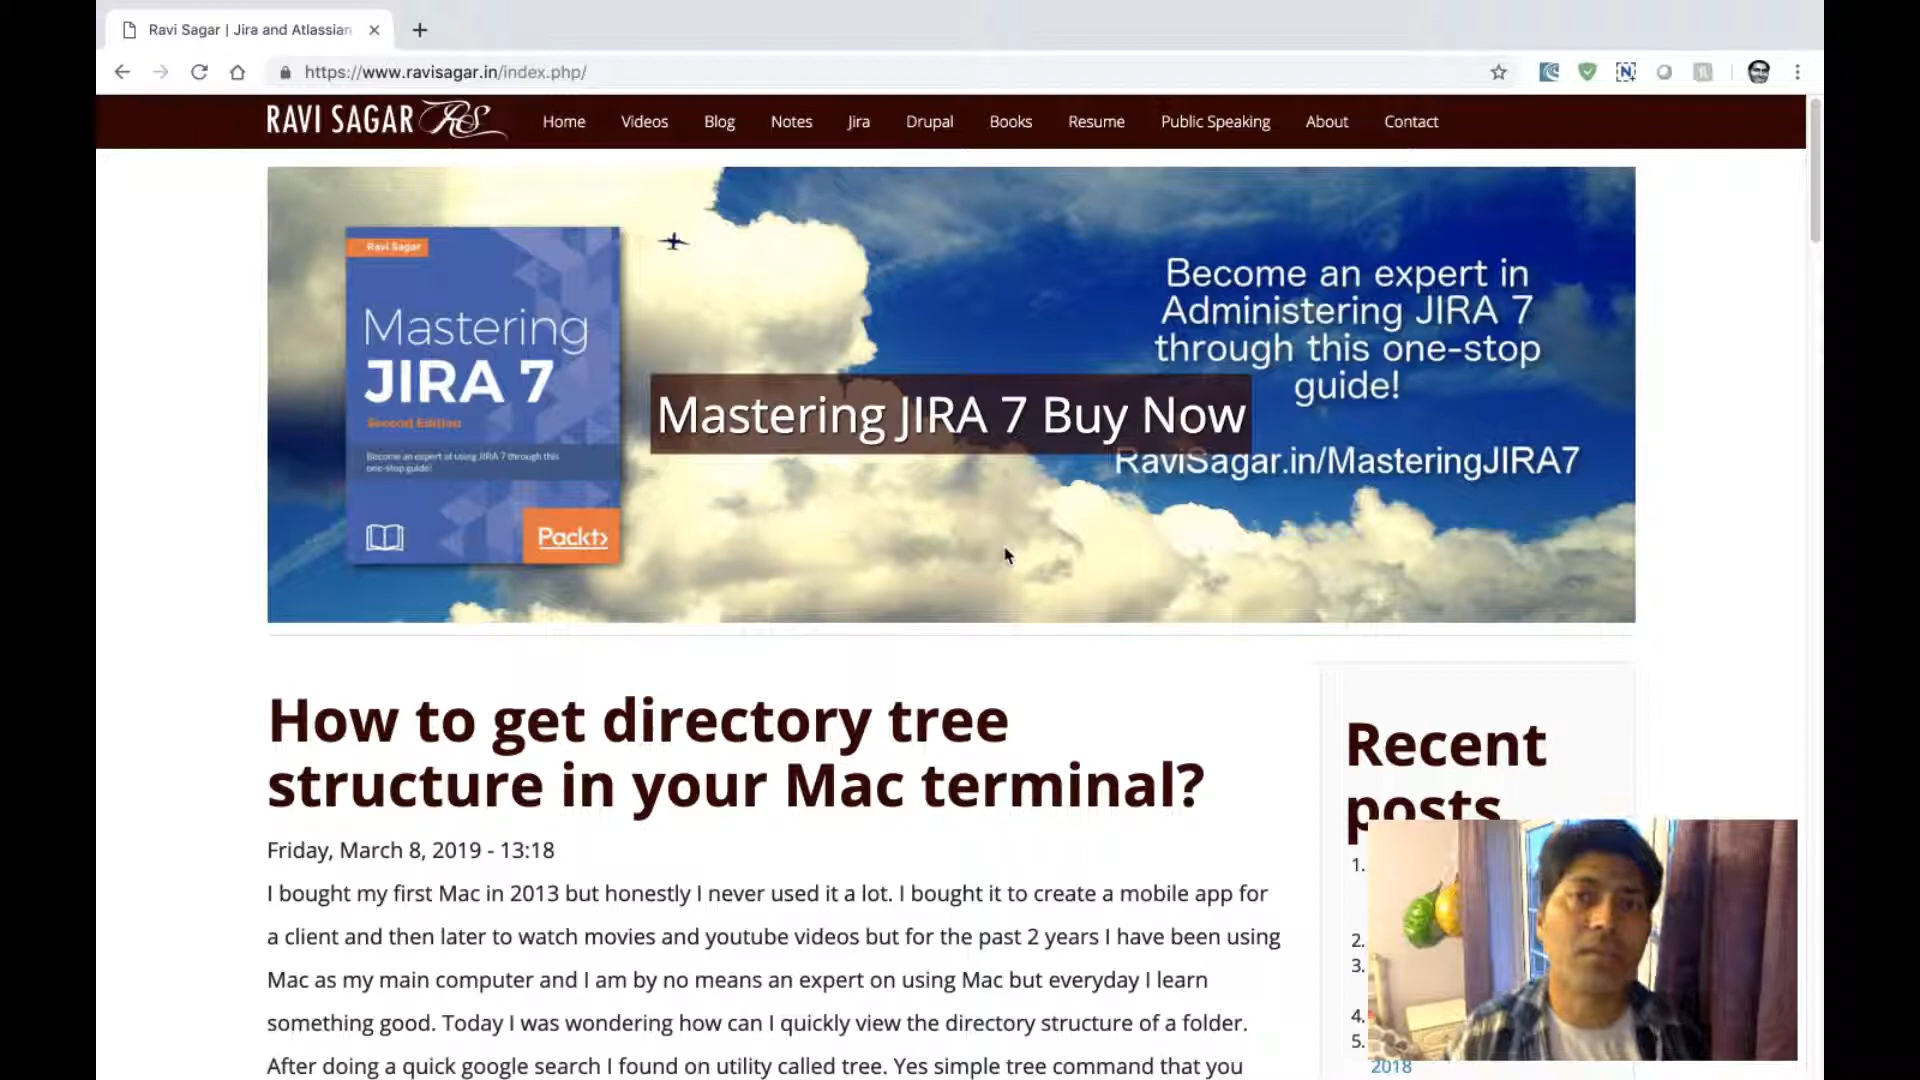 Ravi Sagar | Jira and Atlassian
https://www.ravisagar.in/index.php/
RAVI SAGAR RS
Home Videos Blog Notes Jira Drupal Books Resume Public Speaking About Contact
Ravi Sagar
Mastering
JIRA 7
Second Edition
Become an expert at using JIRA 7 through this
one-stop guide!
Packt>
Mastering JIRA 7 Buy Now
Become an expert in
Administering JIRA 7
through this one-stop
guide!
RaviSagar.in/MasteringJIRA7
How to get directory tree
structure in your Mac terminal?
Friday, March 8, 2019 - 13:18
I bought my first Mac in 2013 but honestly I never used it a lot. I bought it to create a mobile app for
a client and then later to watch movies and youtube videos but for the past 2 years I have been using
Mac as my main computer and I am by no means an expert on using Mac but everyday I learn
something good. Today I was wondering how can I quickly view the directory structure of a folder.
After doing a quick google search I found on utility called tree. Yes simple tree command that you
Recent
posts
1.
2.
3.
4.
5.
2018